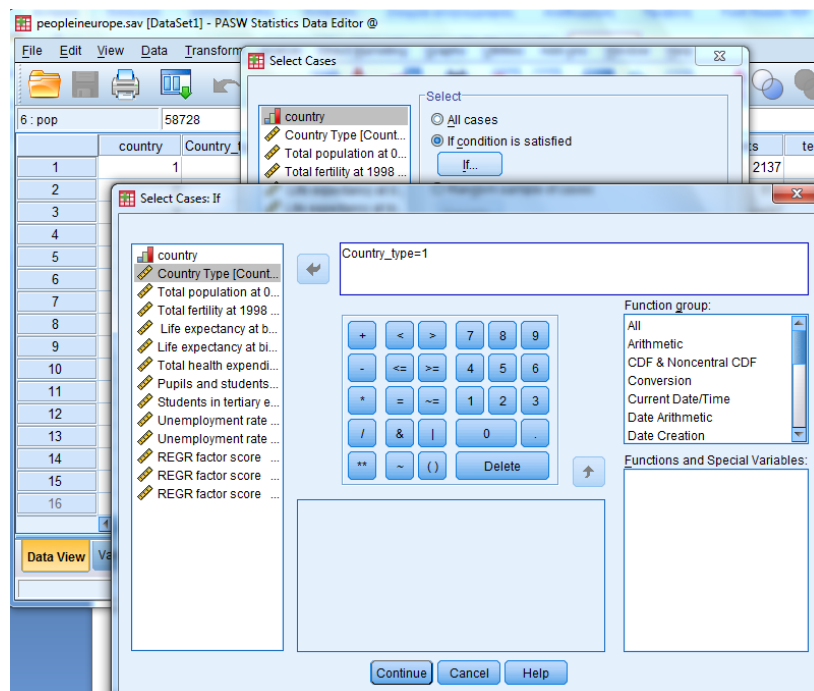 peopleineurope.sav [DataSet1] - PASW Statistics Data Editor @
File Edit View Data Transform
Select Cases
6 : pop 58728
country
Country Type [Count...
Total population at 0...
Total fertility at 1998 ...
Select
All cases
If condition is satisfied
If...
country Country_t
1 1 2137
2
3
4
5
6
7
8
9
10
11
12
13
14
15
16
Data View
Select Cases: If
country
Country Type [Count...
Total population at 0...
Total fertility at 1998 ...
Life expectancy at b...
Life expectancy at bi...
Total health expendi...
Pupils and students...
Students in tertiary e...
Unemployment rate ...
Unemployment rate ...
REGR factor score ...
REGR factor score ...
REGR factor score ...
Country_type=1
+ < > 7 8 9
- <= >= 4 5 6
* = ~= 1 2 3
/ & | 0 .
** ~ ( ) Delete
Function group:
All
Arithmetic
CDF & Noncentral CDF
Conversion
Current Date/Time
Date Arithmetic
Date Creation
Functions and Special Variables:
Continue Cancel Help